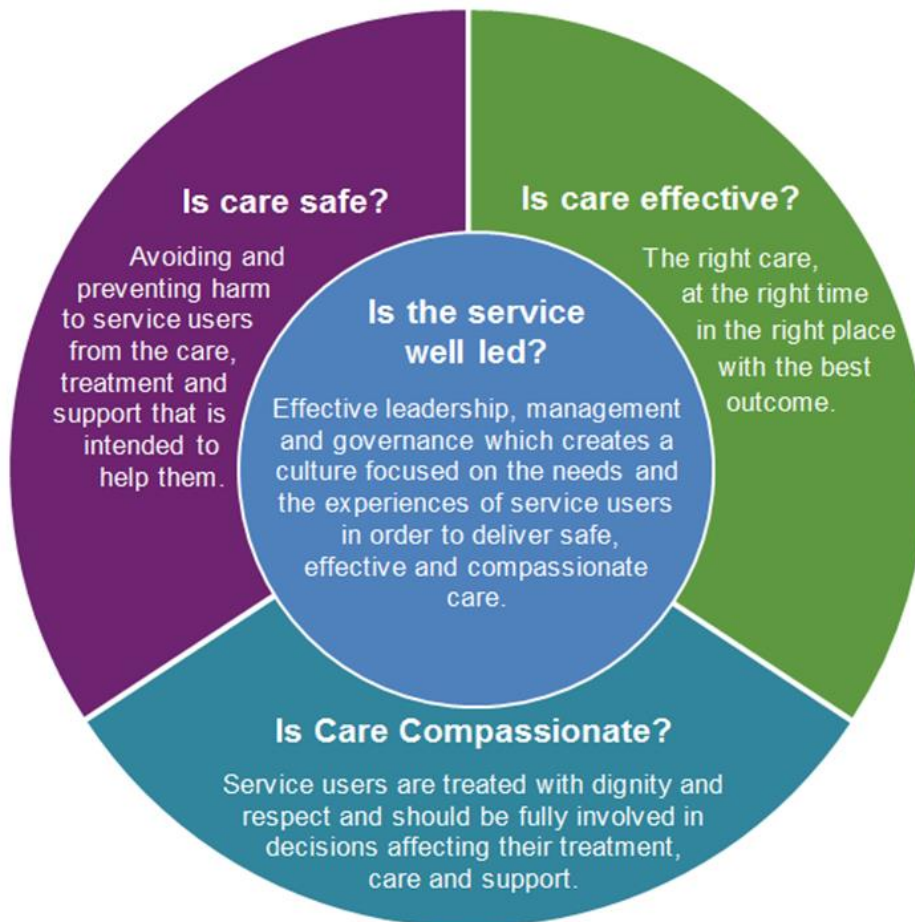 Is care safe?
Avoiding and
preventing harm
to service users
from the care,
treatment and
support that is
intended to
help them.
Is care effective?
The right care,
at the right time
in the right place
with the best
outcome.
Is the service
well led?
Effective leadership, management
and governance which creates a
culture focused on the needs and
the experiences of service users
in order to deliver safe,
effective and compassionate
care.
Is Care Compassionate?
Service users are treated with dignity and
respect and should be fully involved in
decisions affecting their treatment,
care and support.